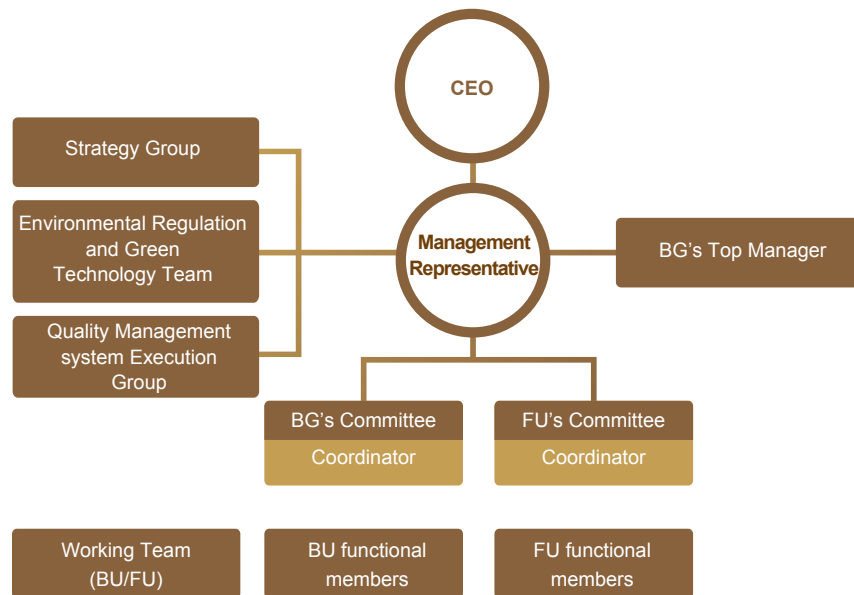 CEO
Strategy Group
Environmental Regulation
and Green
Technology Team
Quality Management
system Execution
Group
Management
Representative
BG's Top Manager
BG's Committee
Coordinator
FU's Committee
Coordinator
Working Team
(BU/FU)
BU functional
members
FU functional
members